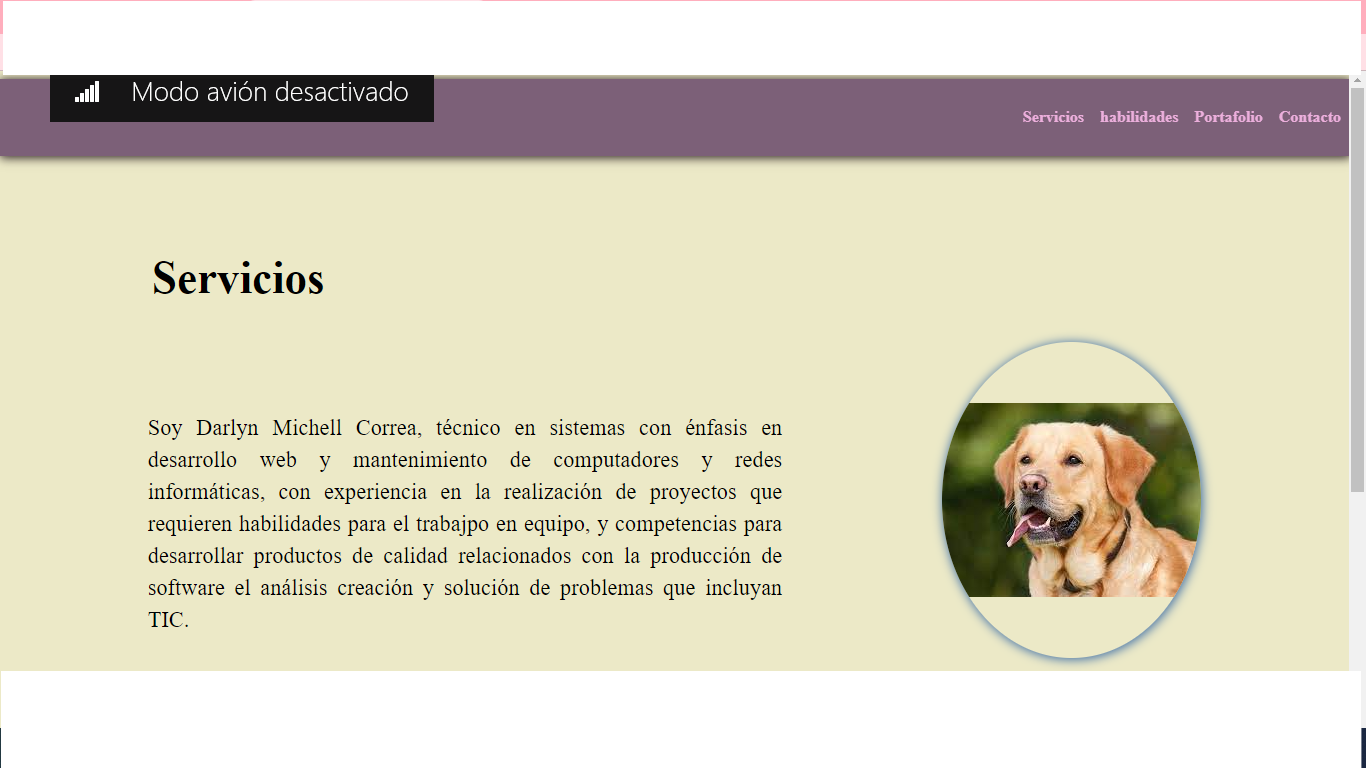 Modo avión desactivado
Servicios habilidades Portafolio Contacto
Servicios
Soy Darlyn Michell Correa, técnico en sistemas con énfasis en
desarrollo web y mantenimiento de computadores y redes
informáticas, con experiencia en la realización de proyectos que
requieren habilidades para el trabajpo en equipo, y competencias para
desarrollar productos de calidad relacionados con la producción de
software el análisis creación y solución de problemas que incluyan
TIC.